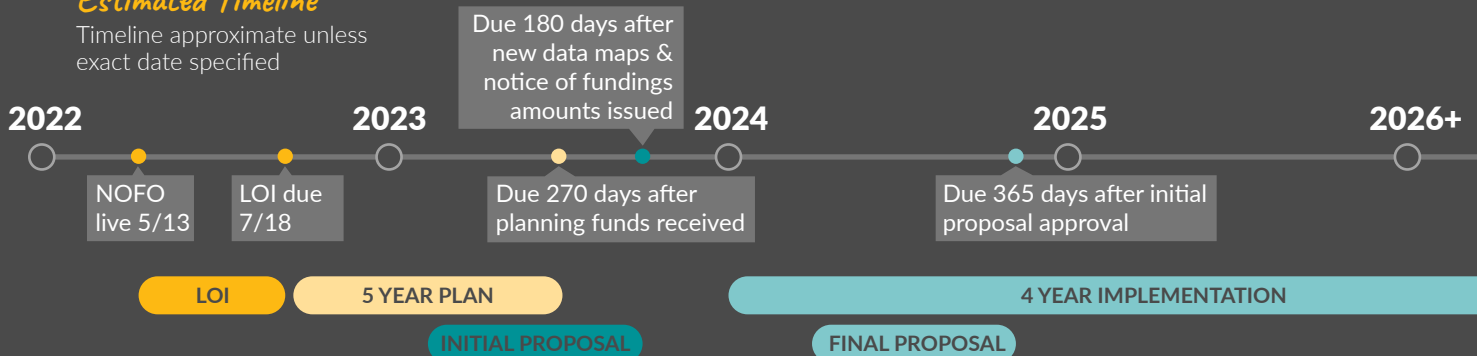 Estimated Timeline
Timeline approximate unless
exact date specified
Due 180 days after
new data maps &
notice of fundings
amounts issued
2022
2023
2024
2025
2026+
NOFO
live 5/13
LOI due
7/18
Due 270 days after
planning funds received
Due 365 days after initial
proposal approval
LOI
5 YEAR PLAN
4 YEAR IMPLEMENTATION
INITIAL PROPOSAL
FINAL PROPOSAL